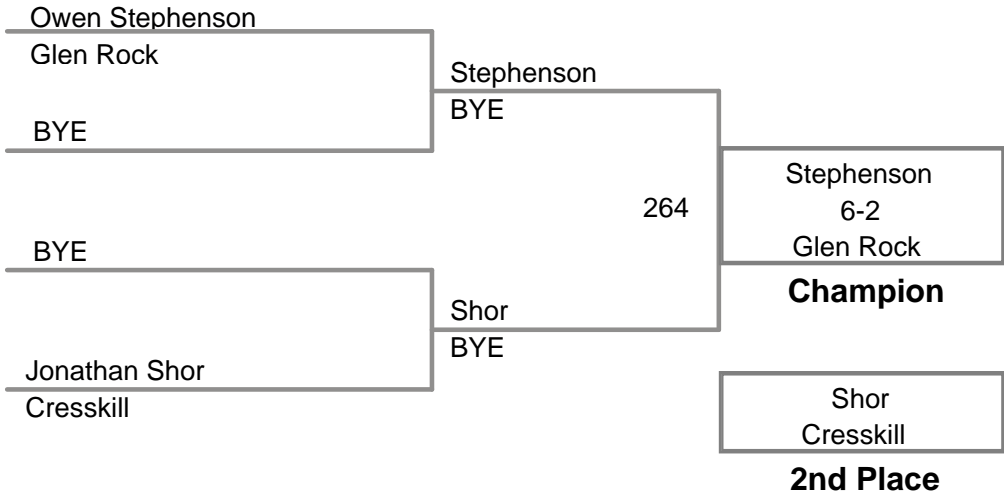 Owen Stephenson
Glen Rock
BYE
Stephenson
BYE
BYE
Jonathan Shor
Cresskill
Shor
BYE
264
Stephenson
6-2
Glen Rock
Champion
Shor
Cresskill
2nd Place